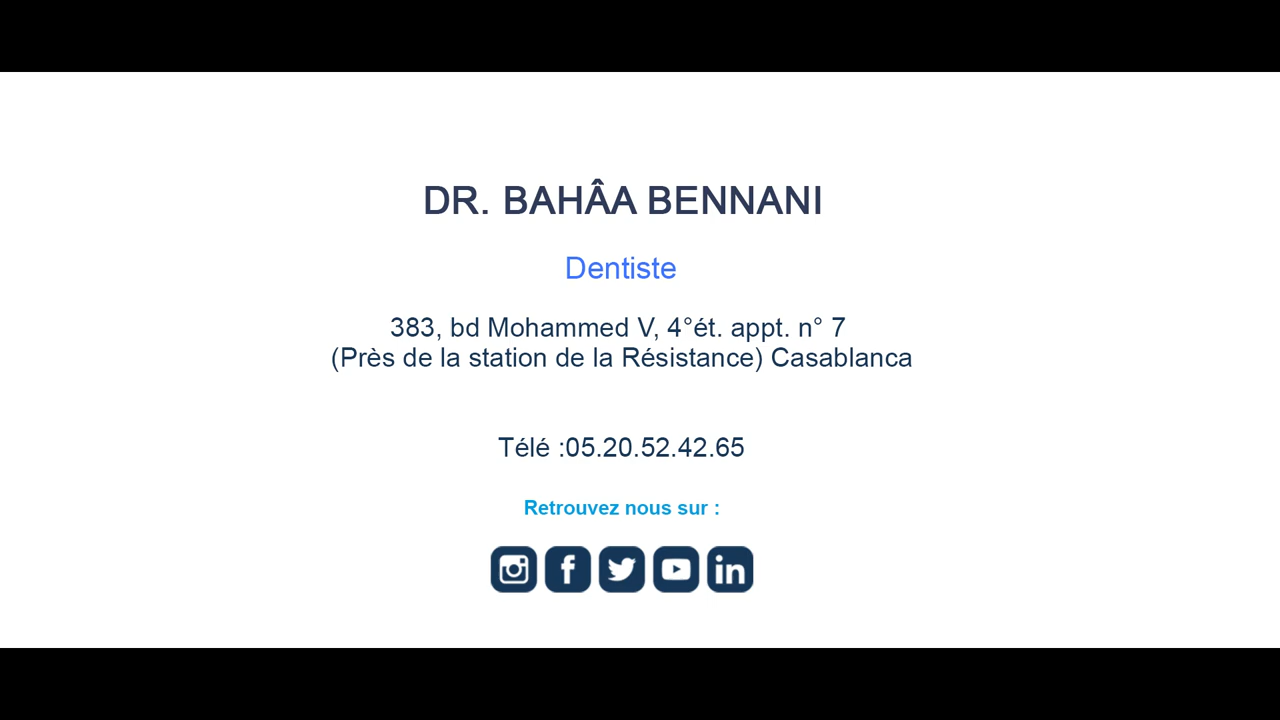 DR. BAHÂA BENNANI
Dentiste
383, bd Mohammed V, 4°ét. appt. n° 7
(Près de la station de la Résistance) Casablanca
Télé :05.20.52.42.65
Retrouvez nous sur :